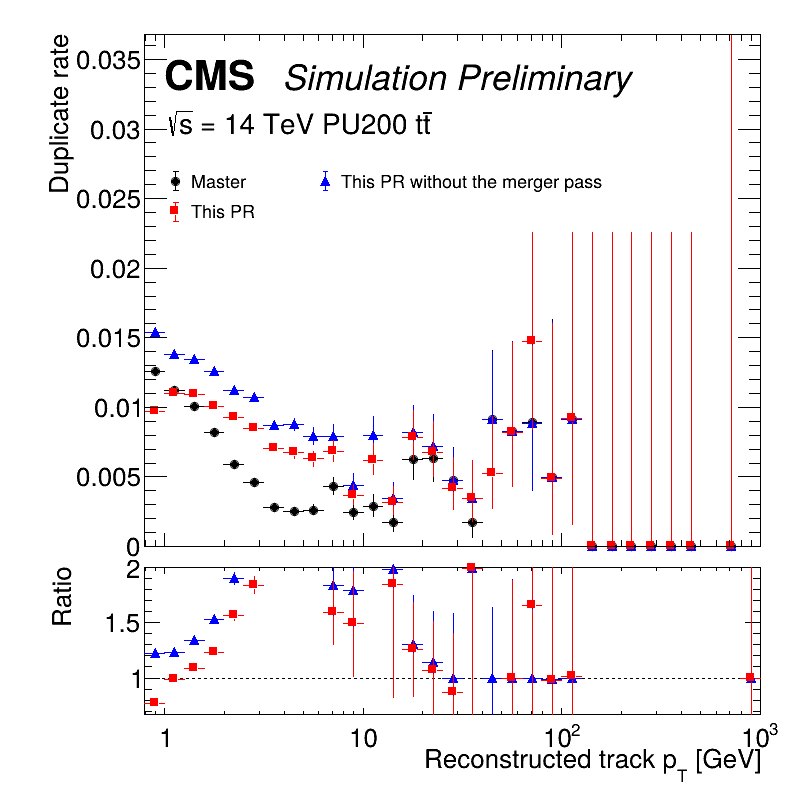 Duplicate rate
0.035
0.03
0.025
0.02
0.015
0.01
0.005
0
CMS Simulation Preliminary
√s = 14 TeV PU200 tt̄
Master
This PR without the merger pass
This PR
Ratio
2
1.5
1
1 10 10² 10³
Reconstructed track p_T [GeV]